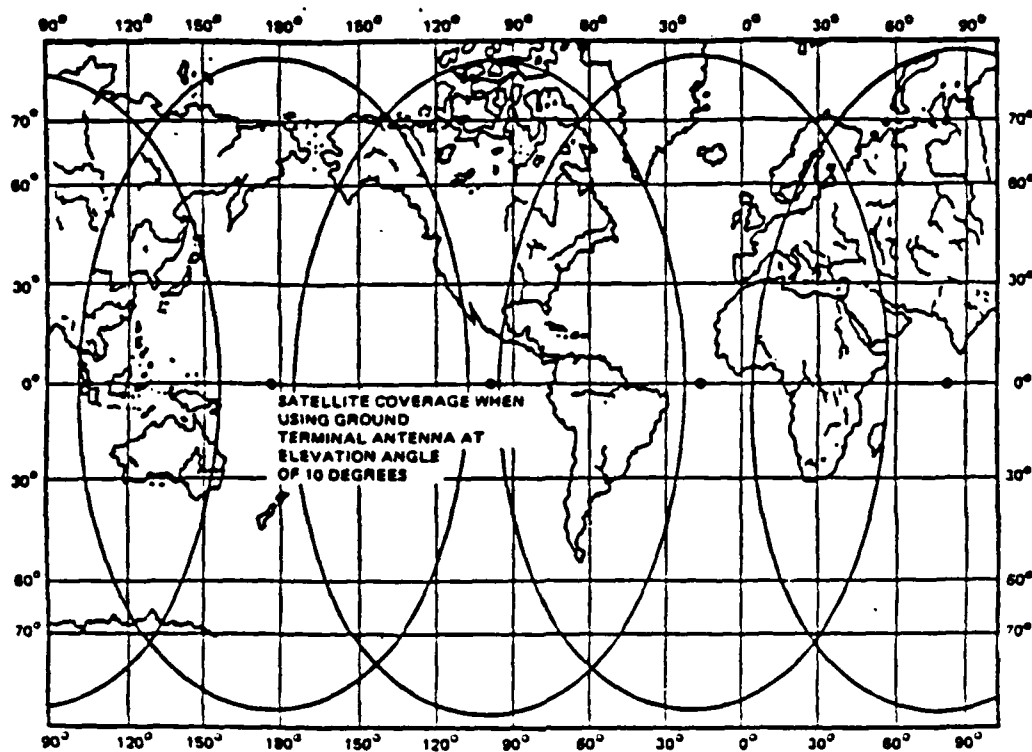 90° 120° 180° 150° 120° 90° 60° 30° 0° 30° 60° 90°
70° 70°
60° 60°
30° 30°
0° 0°
SATELLITE COVERAGE WHEN
USING GROUND
TERMINAL ANTENNA AT
ELEVATION ANGLE
OF 10 DEGREES
30° 30°
60° 60°
70° 70°
90° 120° 150° 180° 150° 120° 90° 60° 30° 0° 30° 60° 90°